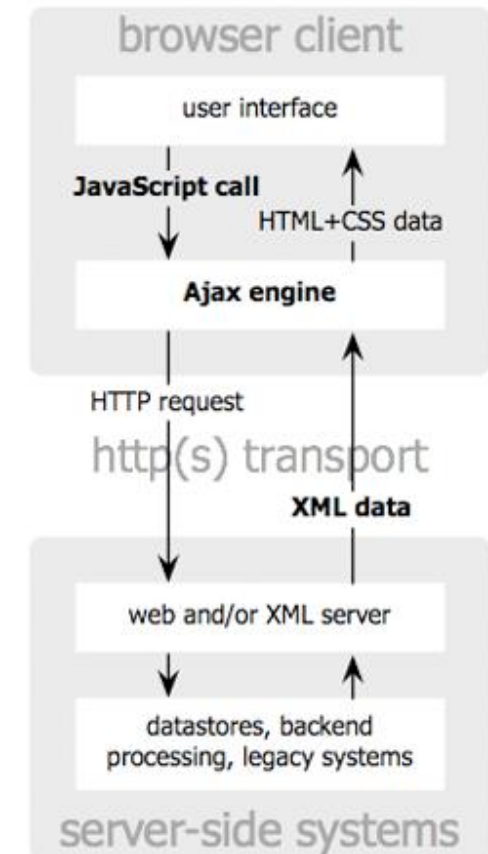 browser client
user interface
JavaScript call
HTML+CSS data
Ajax engine
HTTP request
http(s) transport
XML data
web and/or XML server
datastores, backend
processing, legacy systems
server-side systems